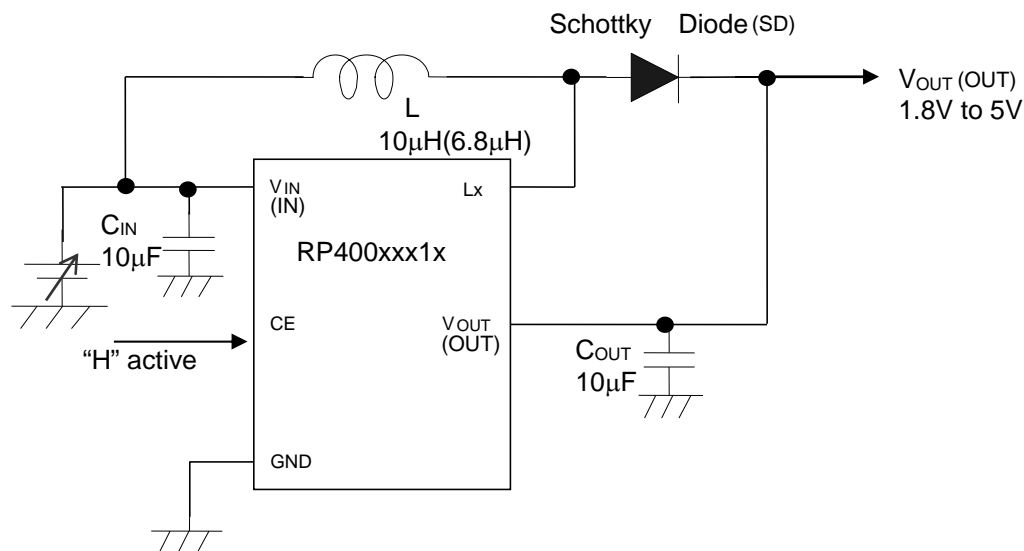 Schottky Diode (SD)
VOUT (OUT)
1.8V to 5V
L
10μH(6.8μH)
VIN
(IN)
Lx
CIN
10μF
RP400xxx1x
CE
VOUT
(OUT)
"H" active
COUT
10μF
GND